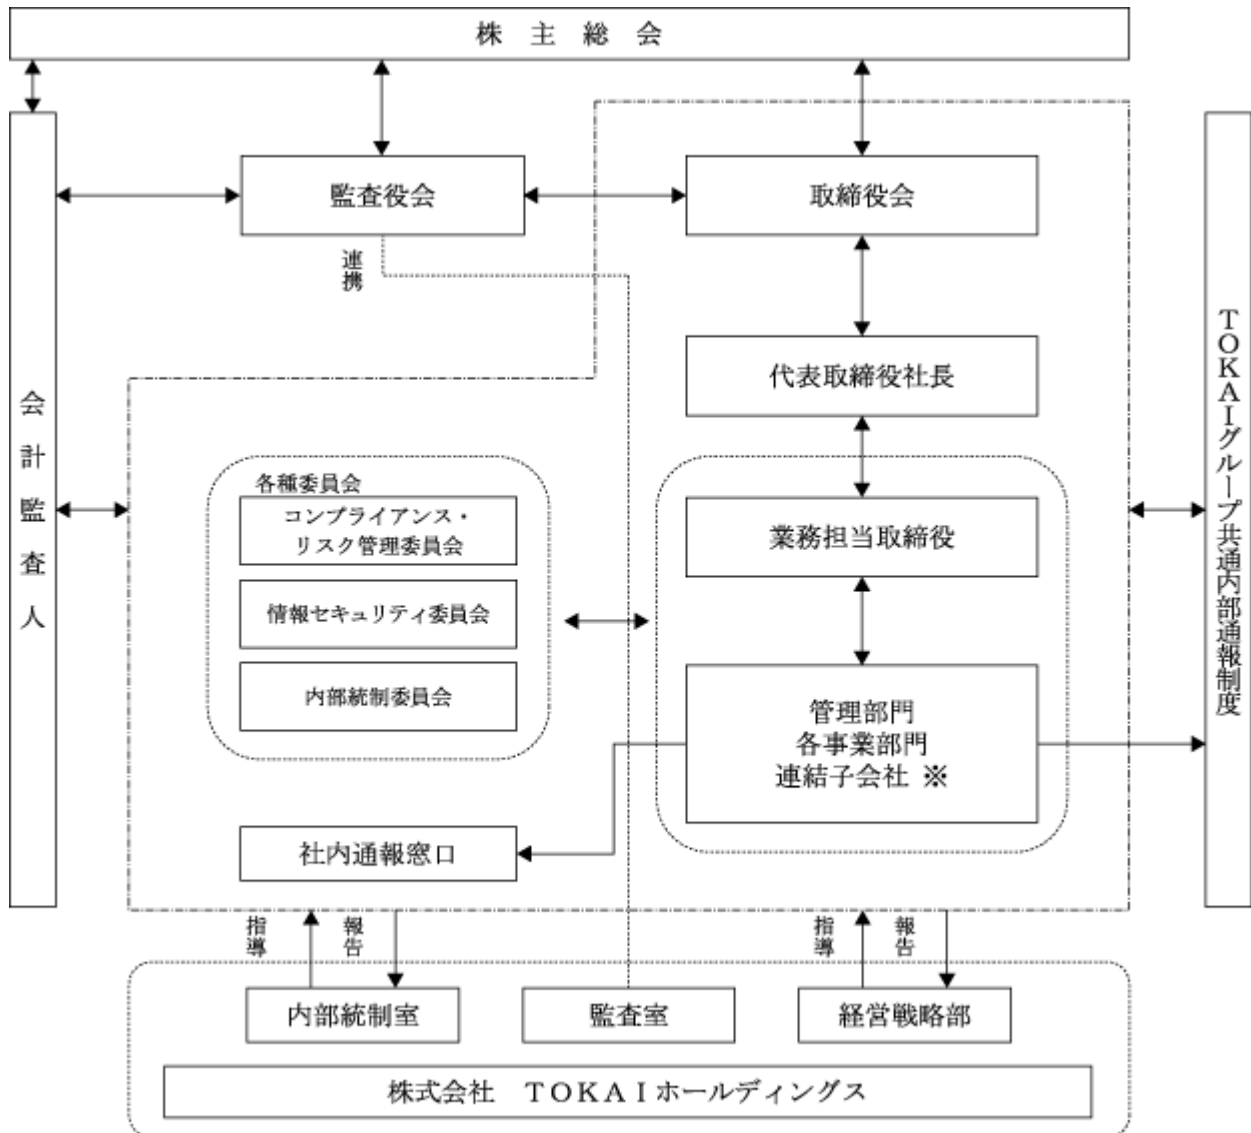 株　主　総　会
監査役会
取締役会
連携
代表取締役社長
会計監査人
TOKAIグループ共通内部通報制度
各種委員会
コンプライアンス・
リスク管理委員会
業務担当取締役
情報セキュリティ委員会
内部統制委員会
管理部門
各事業部門
連結子会社 ※
社内通報窓口
指導
報告
指導
報告
内部統制室
監査室
経営戦略部
株式会社　ＴＯＫＡＩホールディングス